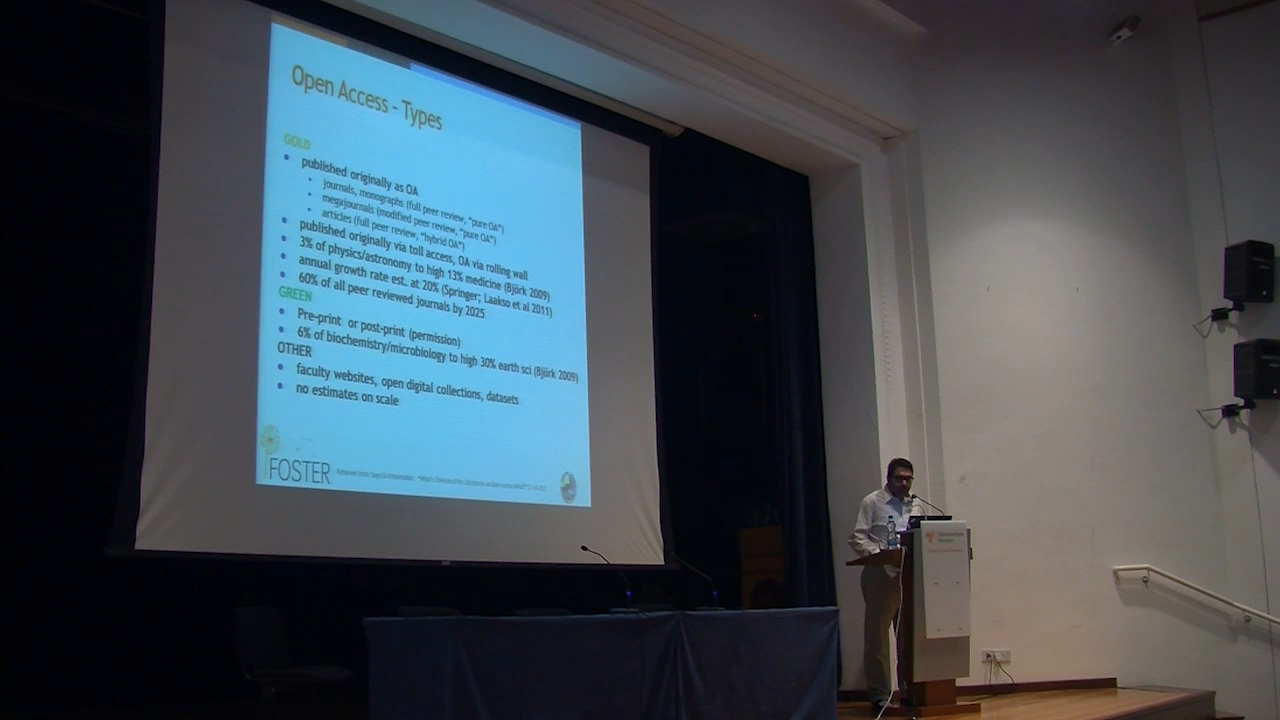 Open Access - Types
GOLD
published originally as OA
journals, monographs (full peer review, "pure OA")
megajournals (modified peer review, "pure OA")
articles (full peer review, "hybrid OA")
published originally via toll access, OA via rolling wall
3% of physics/astronomy to high 13% medicine (Björk 2009)
annual growth rate est. at 20% (Springer; Laakso et al 2011)
60% of all peer reviewed journals by 2025
GREEN
Pre-print or post-print (permission)
6% of biochemistry/microbiology to high 30% earth sci (Björk 2009)
OTHER
faculty websites, open digital collections, datasets
no estimates on scale
FOSTER